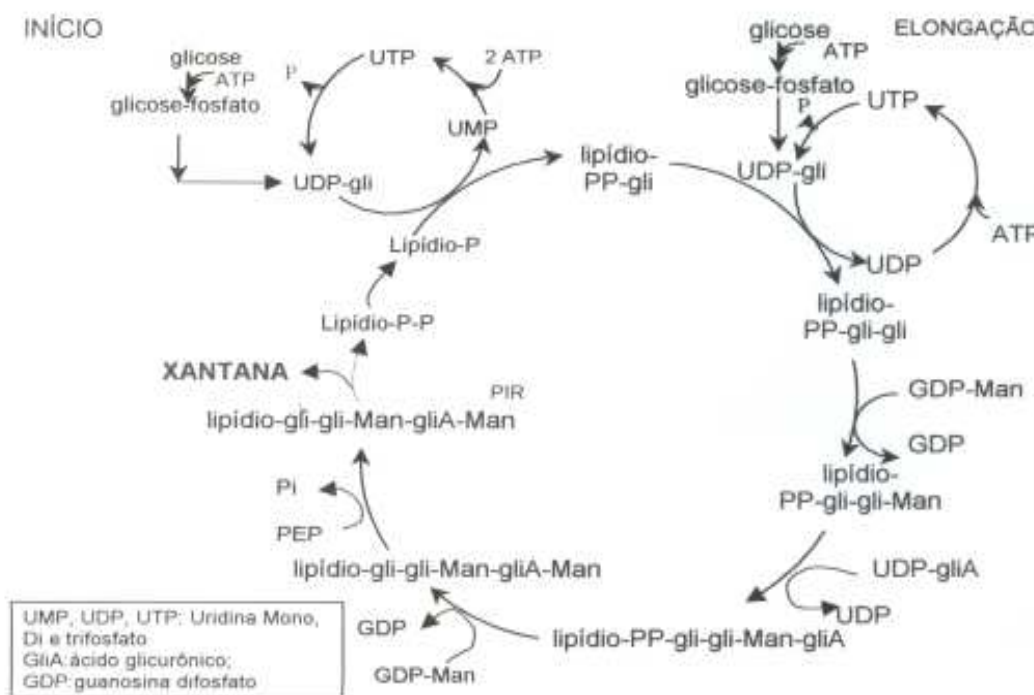 INÍCIO
glicose
ATP
glicose-fosfato
P
UTP
2 ATP
UMP
UDP-gli
lipídio-
PP-gli
ELONGAÇÃO
glicose
ATP
glicose-fosfato
P
UTP
UDP-gli
ATP
UDP
lipídio-
PP-gli-gli
GDP-Man
GDP
lipídio-
PP-gli-gli-Man
UDP-gliA
UDP
lipídio-PP-gli-gli-Man-gliA
GDP-Man
GDP
lipídio-gli-gli-Man-gliA-Man
PEP
Pi
PIR
lipídio-gli-gli-Man-gliA-Man
XANTANA
Lipídio-P-P
Lipídio-P
UMP, UDP, UTP: Uridina Mono,
Di e trifosfato
GliA: ácido glicurônico;
GDP: guanosina difosfato